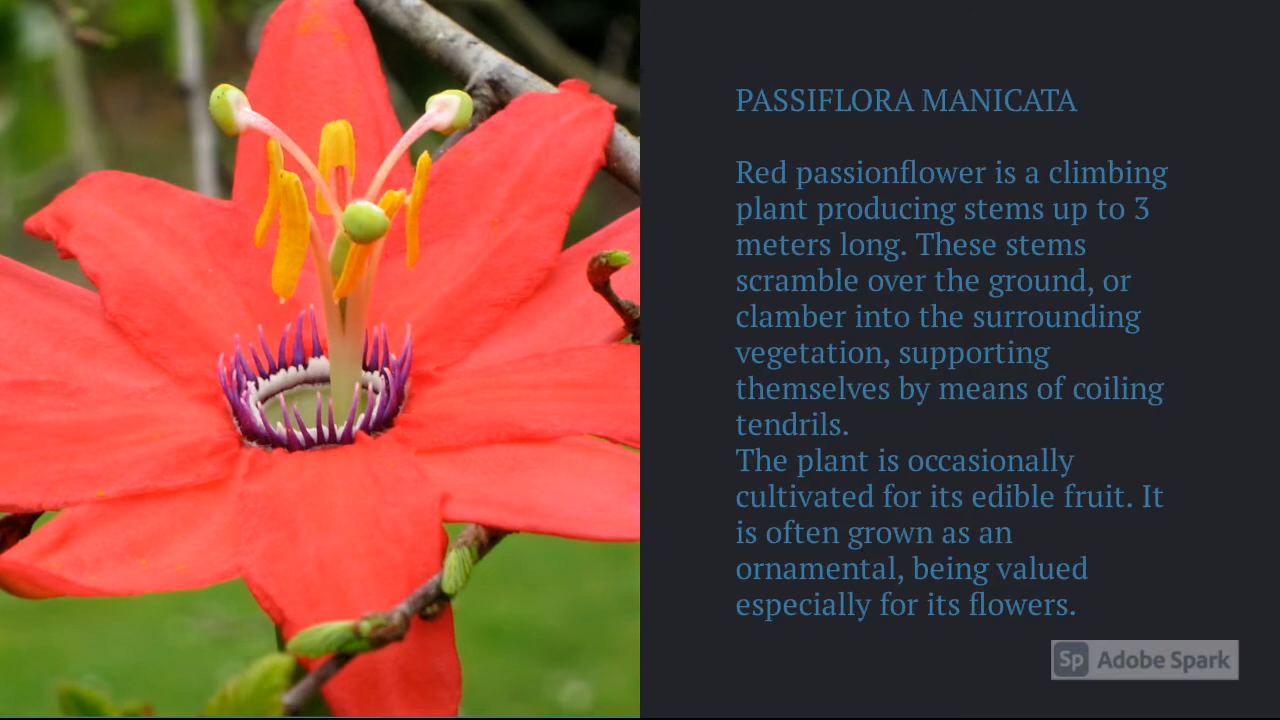 PASSIFLORA MANICATA
Red passionflower is a climbing
plant producing stems up to 3
meters long. These stems
scramble over the ground, or
clamber into the surrounding
vegetation, supporting
themselves by means of coiling
tendrils.
The plant is occasionally
cultivated for its edible fruit. It
is often grown as an
ornamental, being valued
especially for its flowers.
Sp Adobe Spark